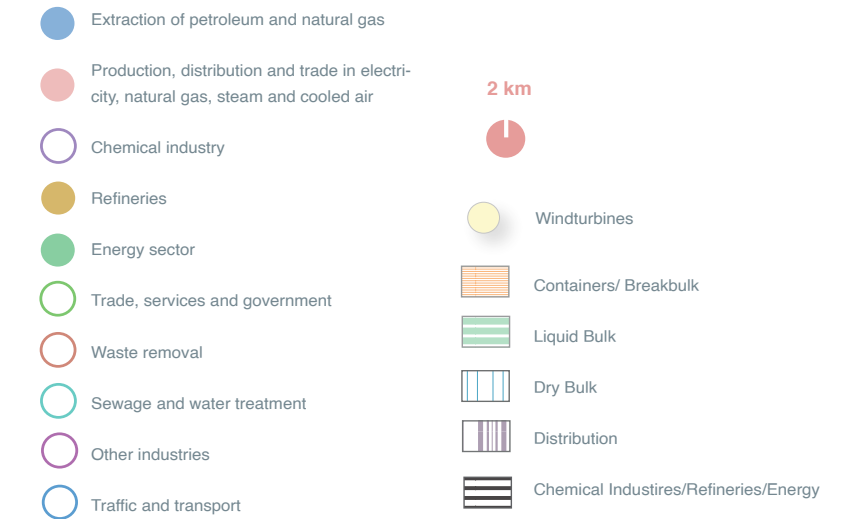 Extraction of petroleum and natural gas
Production, distribution and trade in electri-
city, natural gas, steam and cooled air
Chemical industry
Refineries
Energy sector
Trade, services and government
Waste removal
Sewage and water treatment
Other industries
Traffic and transport
2 km
Windturbines
Containers/ Breakbulk
Liquid Bulk
Dry Bulk
Distribution
Chemical Industires/Refineries/Energy